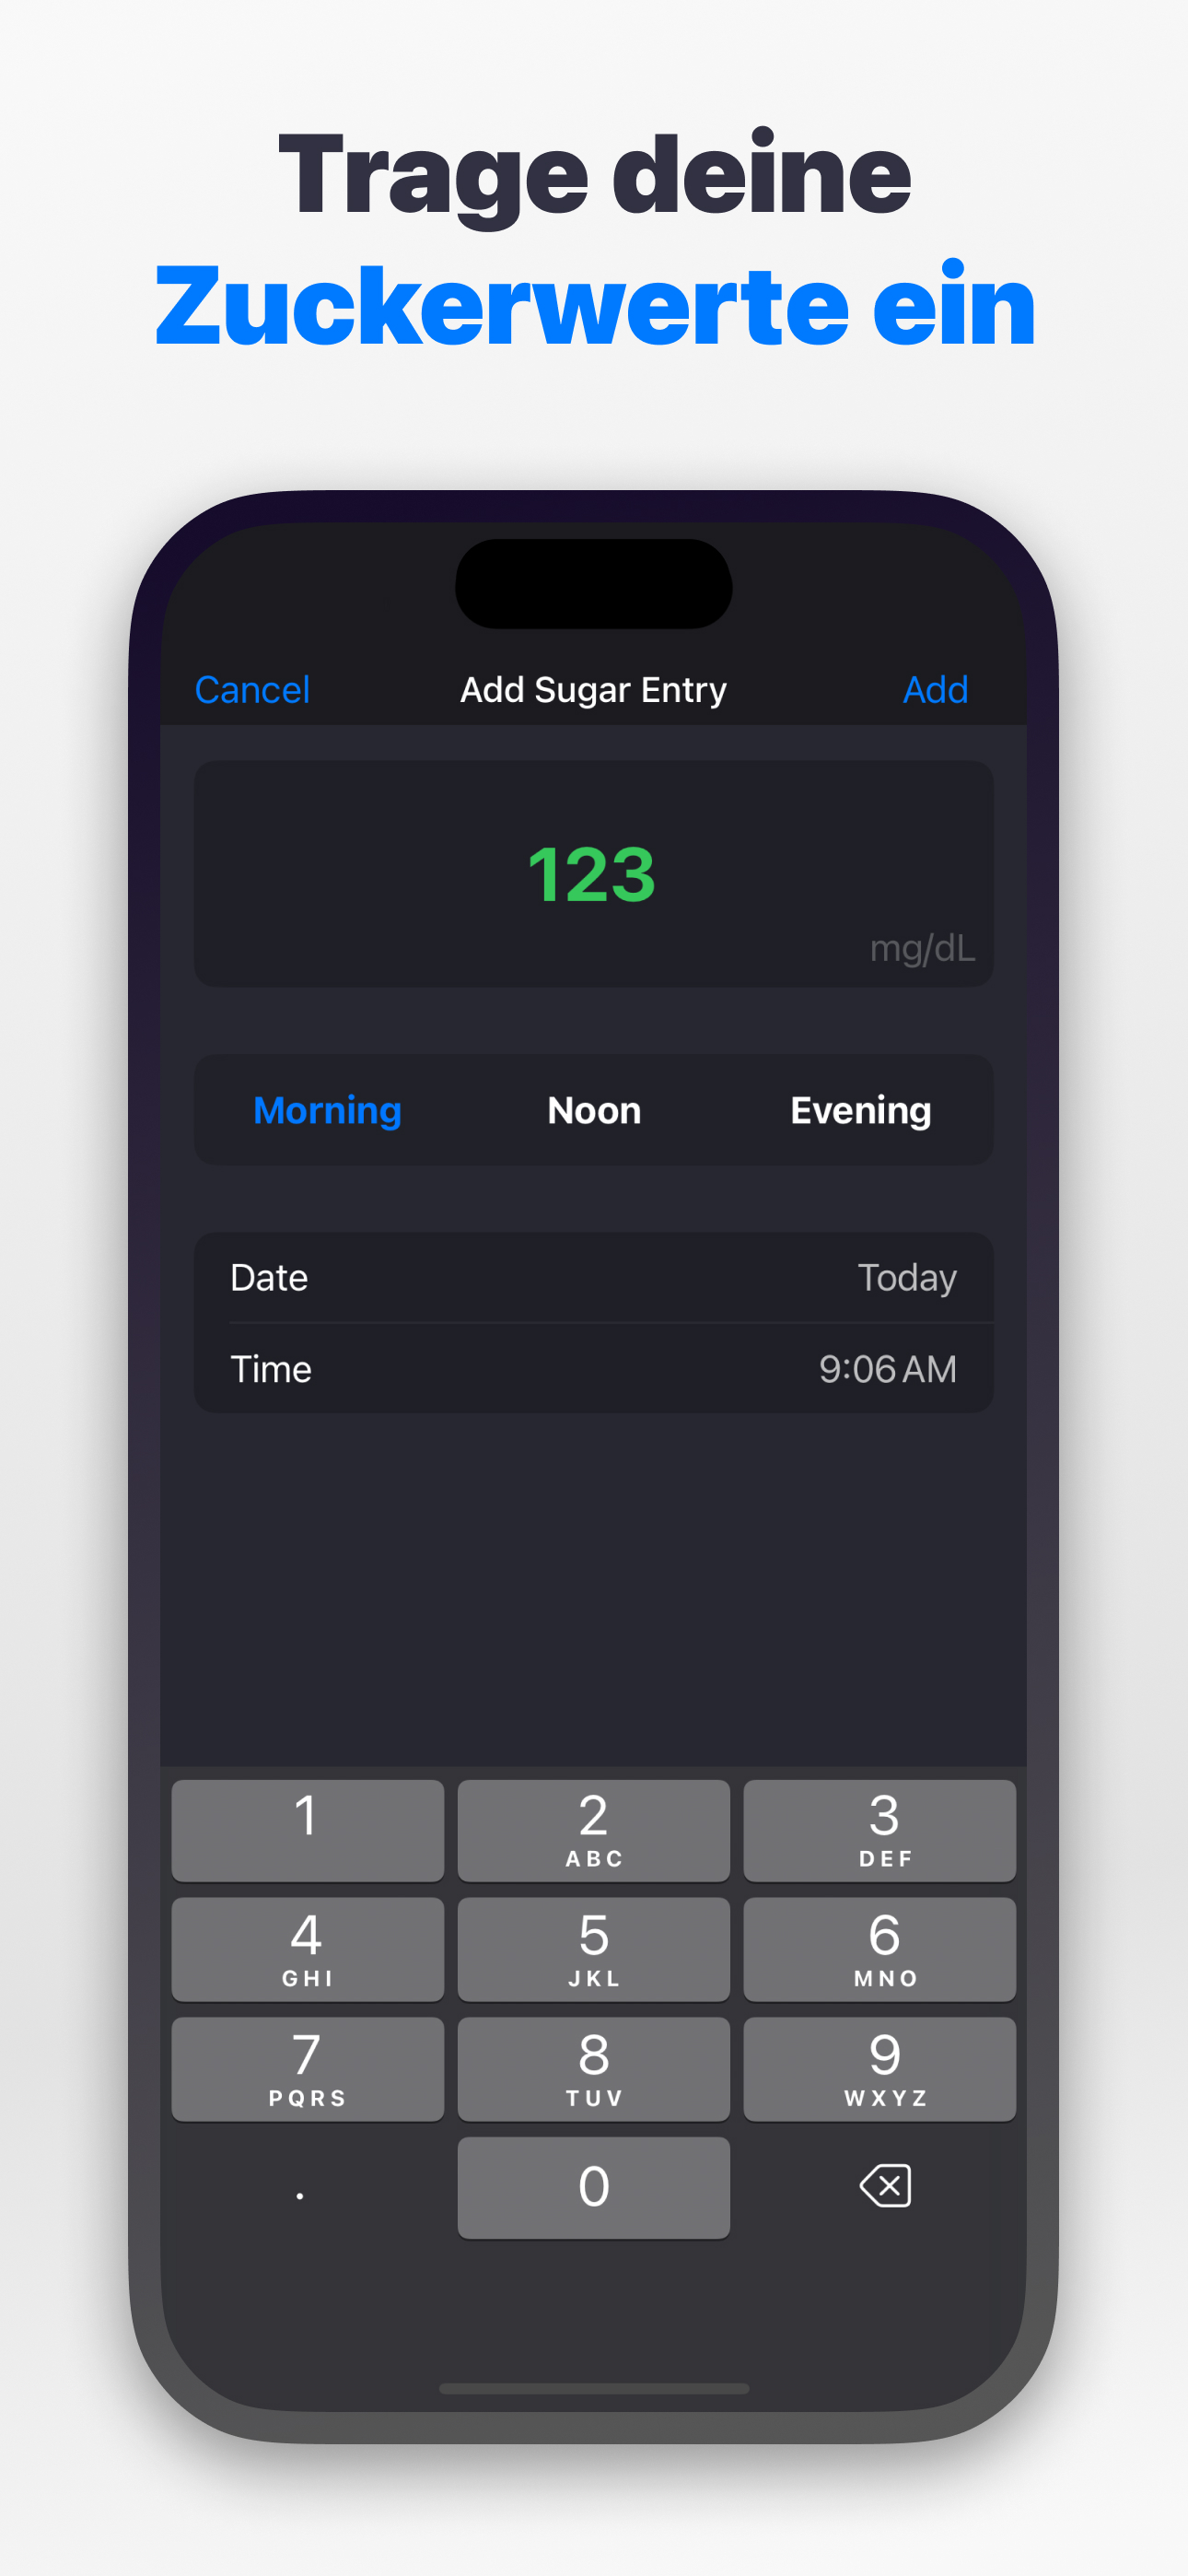 Trage deine
Zuckerwerte ein
Cancel Add Sugar Entry Add
123
mg/dL
Morning Noon Evening
Date Today
Time 9:06 AM
1 2 3
ABC DEF
4 5 6
GHI JKL MNO
7 8 9
PQRS TUV WXYZ
. 0